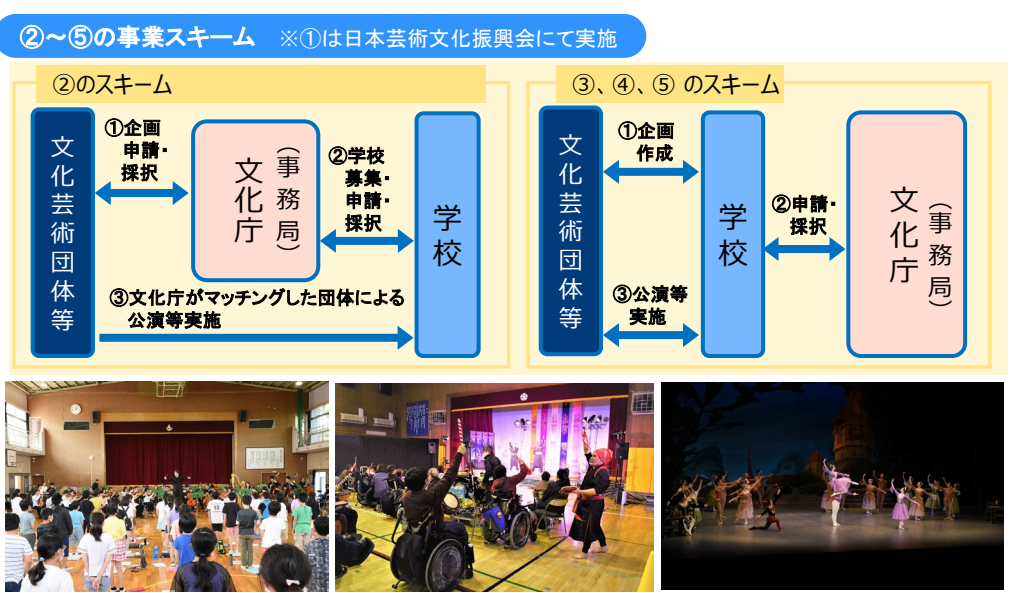 ②～⑤の事業スキーム ※①は日本芸術文化振興会にて実施
②のスキーム
文化芸術団体等
①企画
申請・
採択
文化庁
（事務局）
②学校
募集・
申請・
採択
学校
③文化庁がマッチングした団体による
公演等実施
③、④、⑤ のスキーム
文化芸術団体等
①企画
作成
学校
②申請・
採択
文化庁
（事務局）
③公演等
実施